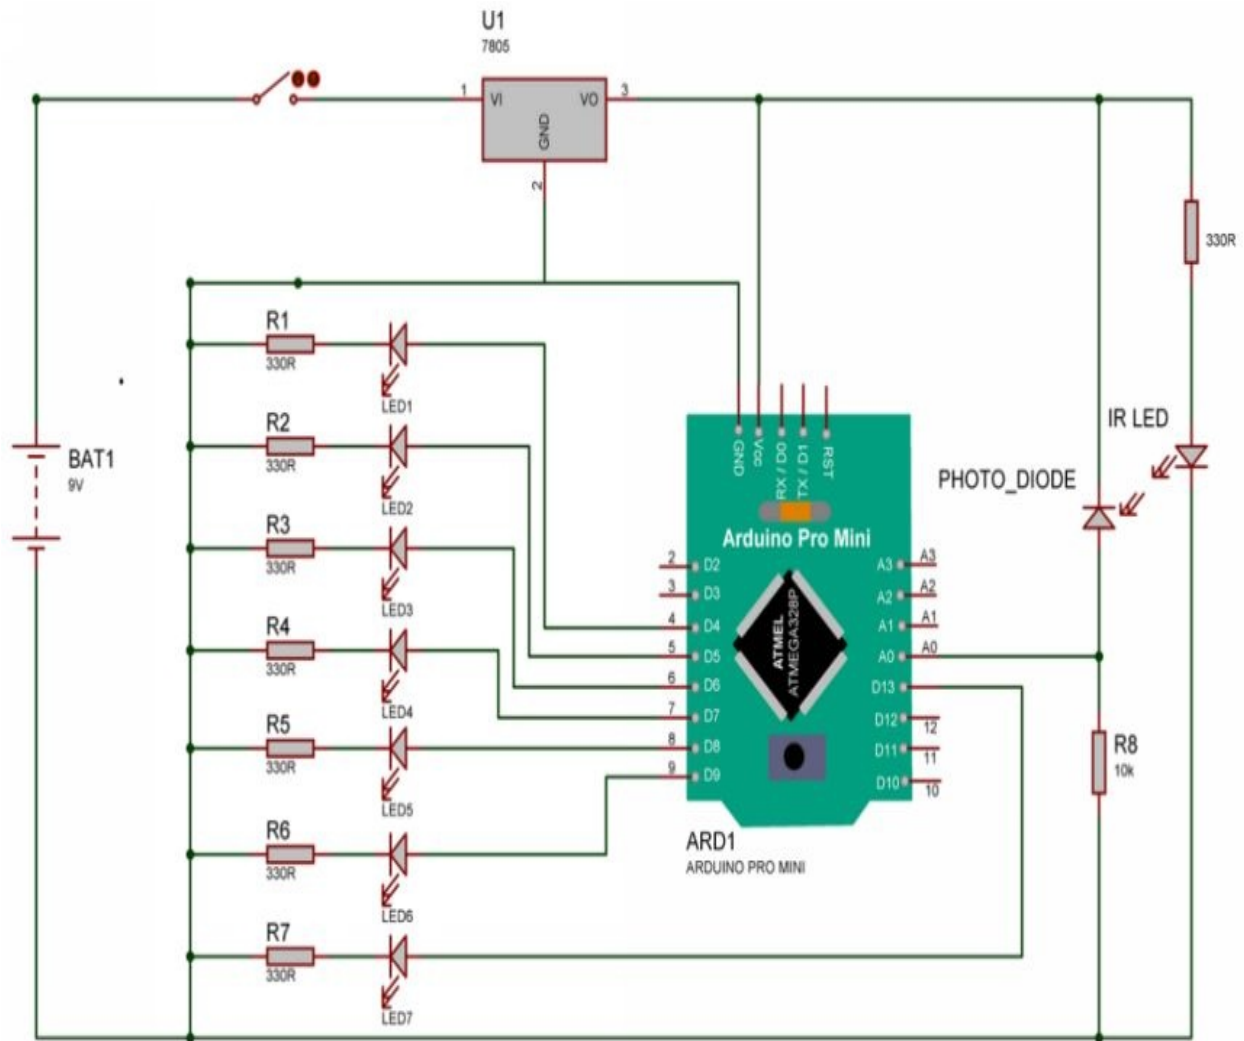 U1
7805
1
VI
VO
3
GND
2
330R
R1
330R
LED1
R2
330R
LED2
BAT1
9V
R3
330R
LED3
R4
330R
LED4
R5
330R
LED5
R6
330R
LED6
R7
330R
LED7
GND
Vcc
RX / D0
TX / D1
RST
Arduino Pro Mini
2
D2
3
D3
4
D4
5
D5
6
D6
7
D7
8
D8
9
D9
ATMEL
ATMEGA328P
A3
A3
A2
A2
A1
A1
A0
A0
D13
D12
12
D11
11
D10
10
ARD1
ARDUINO PRO MINI
IR LED
PHOTO_DIODE
R8
10k